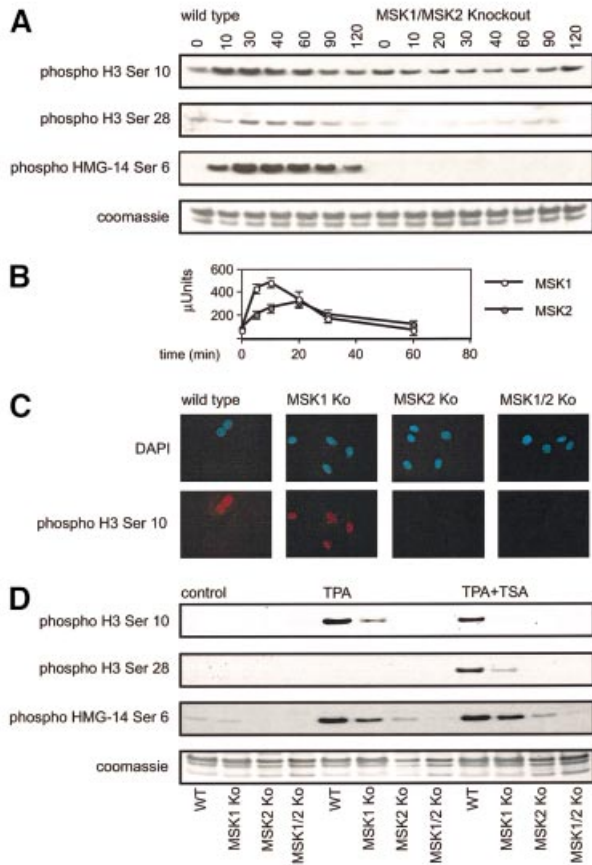 A
wild type MSK1/MSK2 Knockout
0 10 30 40 60 90 120 0 10 20 30 40 60 90 120
phospho H3 Ser 10
phospho H3 Ser 28
phospho HMG-14 Ser 6
coomassie
B
µUnits
600
400
200
MSK1
MSK2
time (min) 0 20 40 60 80
C
wild type MSK1 Ko MSK2 Ko MSK1/2 Ko
DAPI
phospho H3 Ser 10
D
control TPA TPA+TSA
phospho H3 Ser 10
phospho H3 Ser 28
phospho HMG-14 Ser 6
coomassie
WT MSK1 Ko MSK2 Ko MSK1/2 Ko WT MSK1 Ko MSK2 Ko MSK1/2 Ko WT MSK1 Ko MSK2 Ko MSK1/2 Ko